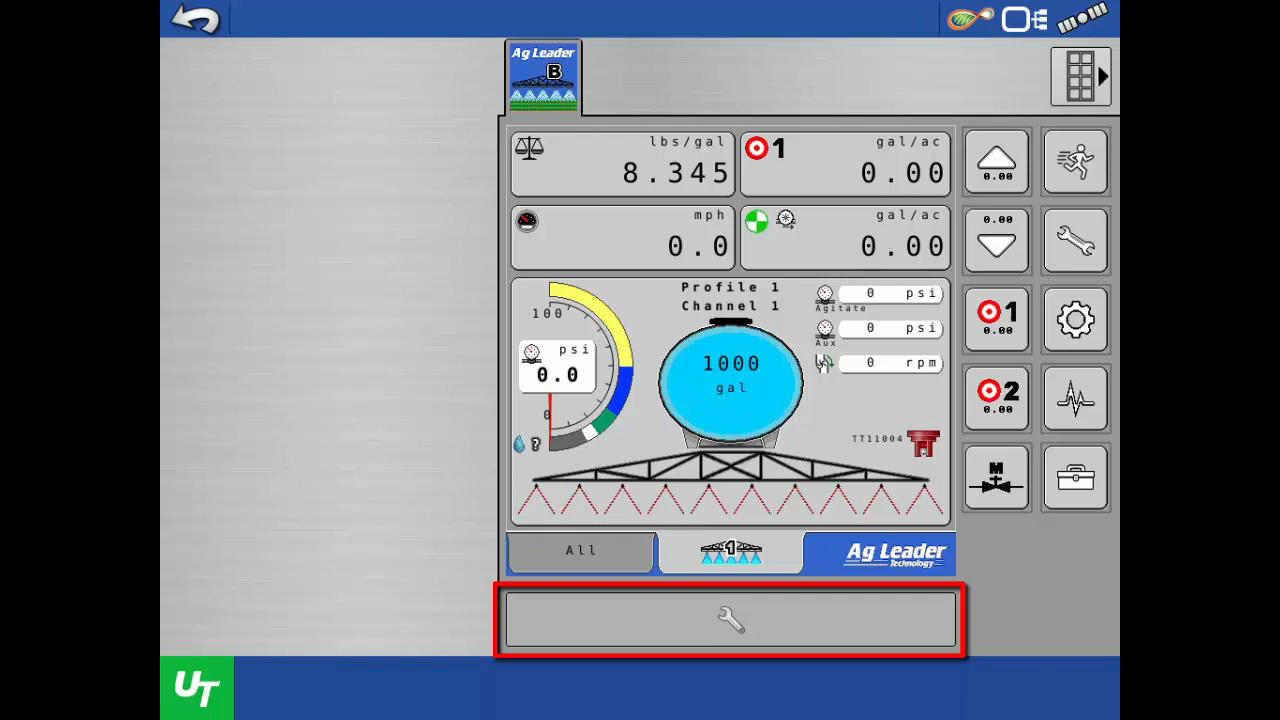 Ag Leader
B
lbs/gal
8.345
1
gal/ac
0.00
mph
0.0
gal/ac
0.00
0.00
0.00
1
0.00
2
0.00
M
Profile 1
Channel 1
100
psi
0.0
0
?
1000
gal
0 psi
Agitate
0 psi
Aux
0 rpm
TT11004
All
1
Ag Leader
Technology
UT